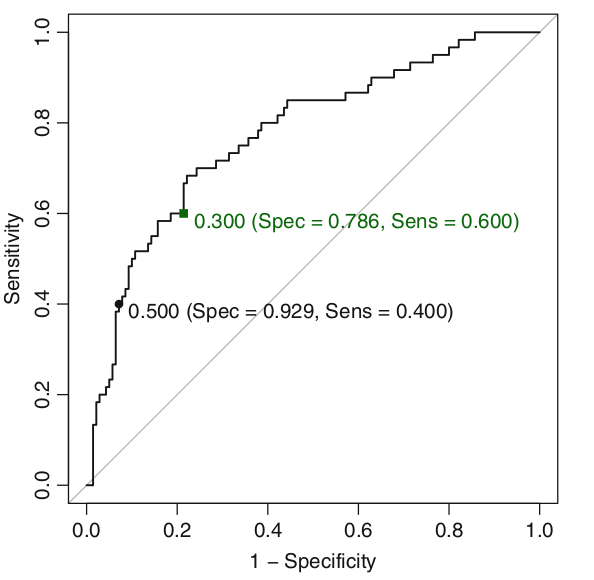 1.0
0.8
0.6
0.4
0.2
0.0
Sensitivity
0.300 (Spec = 0.786, Sens = 0.600)
0.500 (Spec = 0.929, Sens = 0.400)
0.0 0.2 0.4 0.6 0.8 1.0
1 − Specificity